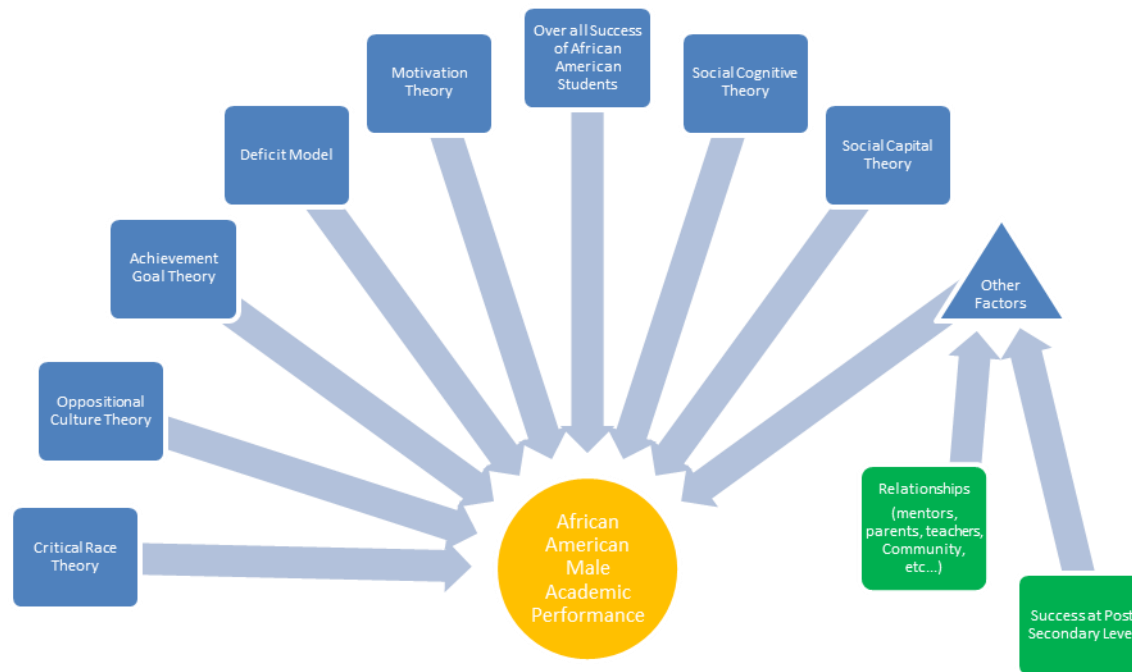 Over all Success
of African
American
Students
Motivation
Theory
Social Cognitive
Theory
Deficit Model
Social Capital
Theory
Achievement
Goal Theory
Other
Factors
Oppositional
Culture Theory
Critical Race
Theory
African
American
Male
Academic
Performance
Relationships
(mentors,
parents, teachers,
Community,
etc...)
Success at Post
Secondary Level